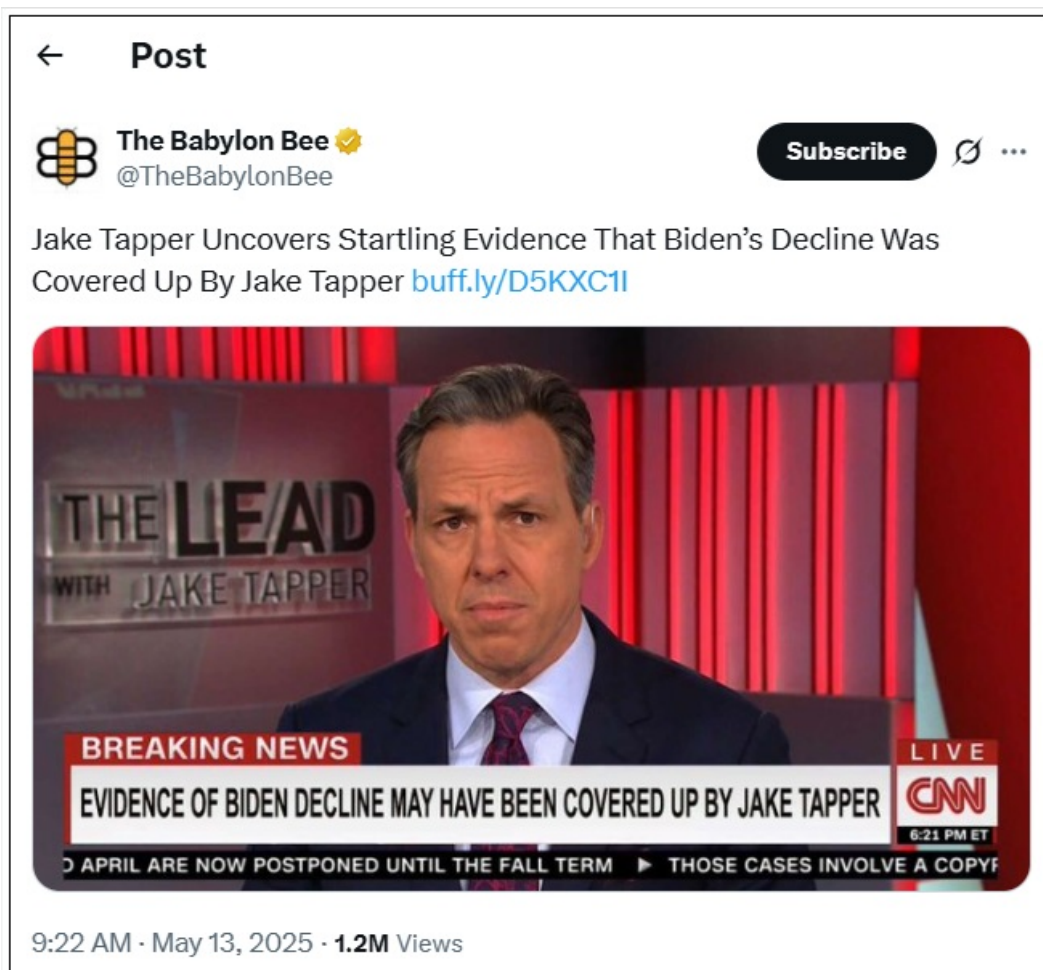 Post
The Babylon Bee
@TheBabylonBee
Subscribe
Jake Tapper Uncovers Startling Evidence That Biden’s Decline Was
Covered Up By Jake Tapper buff.ly/D5KXC1I
THE LEAD
WITH JAKE TAPPER
BREAKING NEWS
EVIDENCE OF BIDEN DECLINE MAY HAVE BEEN COVERED UP BY JAKE TAPPER
LIVE
CNN
6:21 PM ET
APRIL ARE NOW POSTPONED UNTIL THE FALL TERM ▶ THOSE CASES INVOLVE A
9:22 AM · May 13, 2025 · 1.2M Views